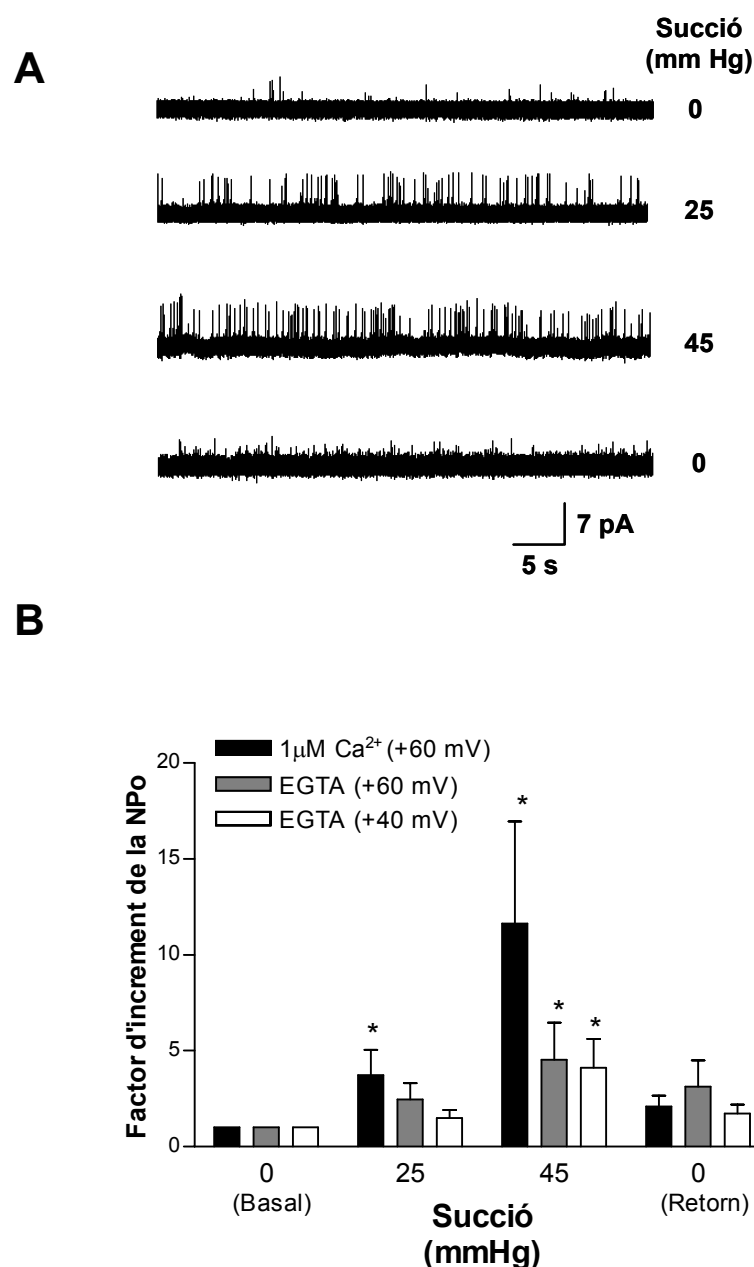 A
Succió
(mm Hg)
0
25
45
0
7 pA
5 s
B
Factor d'increment de la NPo
20
15
10
5
0
1μM Ca²⁺ (+60 mV)
EGTA (+60 mV)
EGTA (+40 mV)
*
*
*
*
0
25
45
0
(Basal)
(Retorn)
Succió
(mmHg)